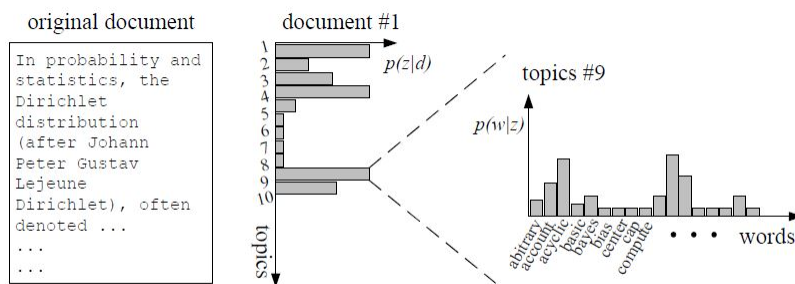 original document
In probability and
statistics, the
Dirichlet
distribution
(after Johann
Peter Gustav
Lejeune
Dirichlet), often
denoted ...
...
...
document #1
p(z|d)
1
2
3
4
5
6
7
8
9
10
topics
topics #9
p(w|z)
abitrary
account
acyclic
basic
bayes
bias
center
cap
compute
• • •
words